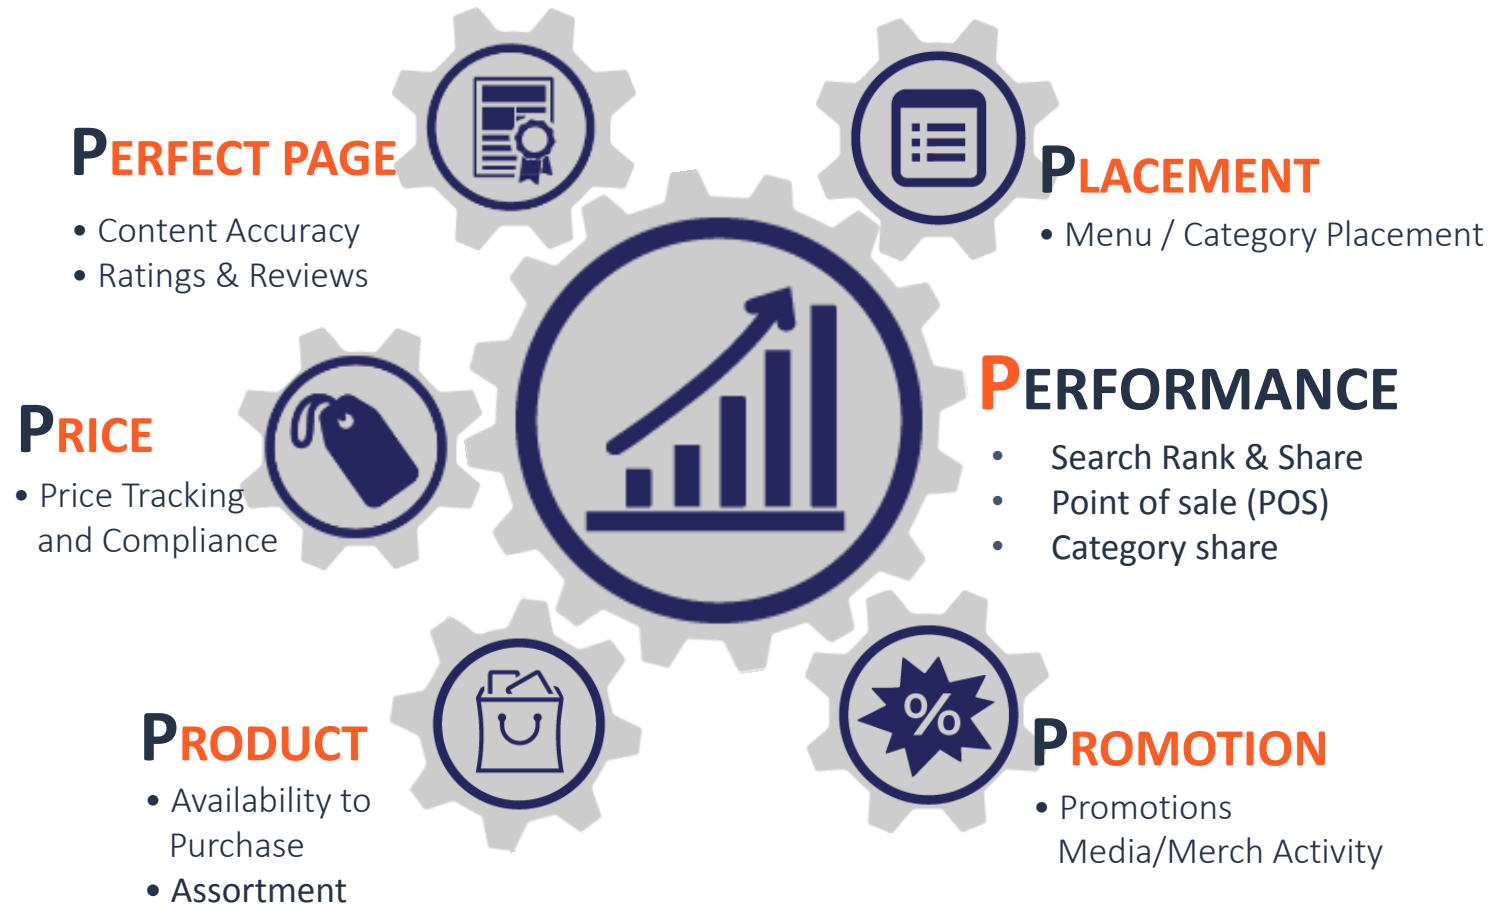 PERFECT PAGE
• Content Accuracy
• Ratings & Reviews
PLACEMENT
• Menu / Category Placement
PRICE
• Price Tracking
and Compliance
PERFORMANCE
• Search Rank & Share
• Point of sale (POS)
• Category share
PRODUCT
• Availability to
Purchase
• Assortment
%
PROMOTION
• Promotions
Media/Merch Activity